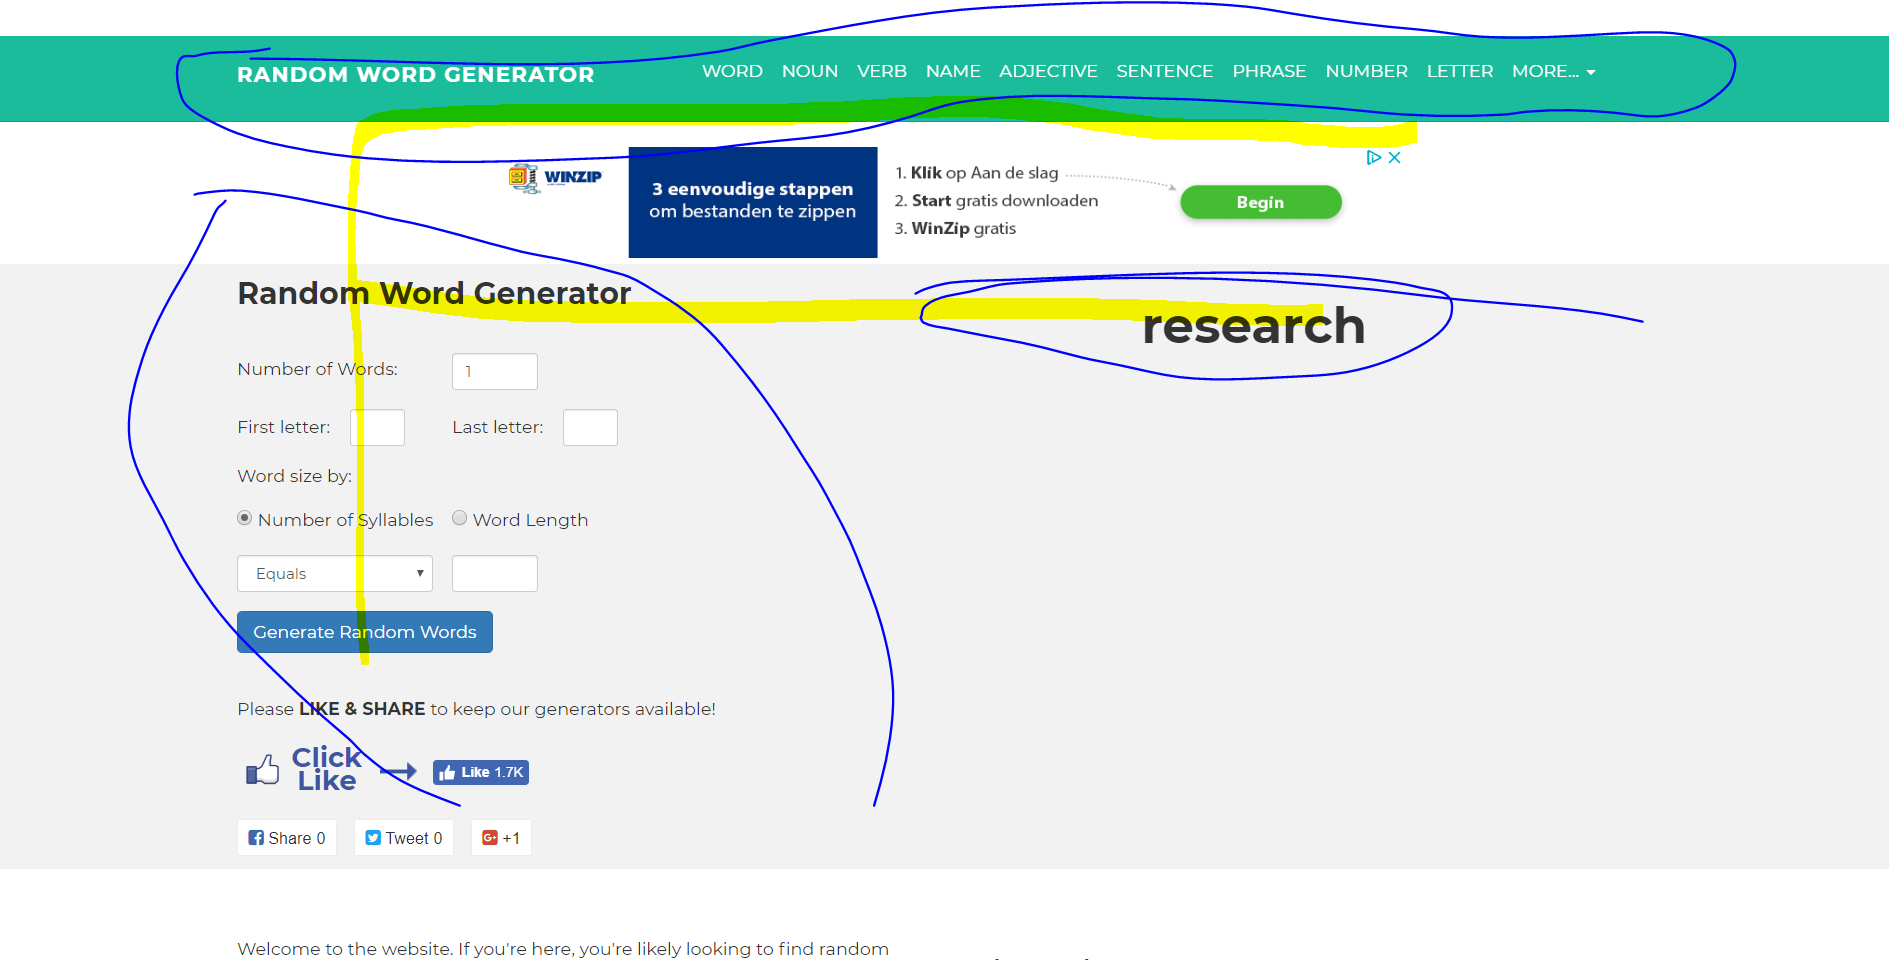 RANDOM WORD GENERATOR WORD NOUN VERB NAME ADJECTIVE SENTENCE PHRASE NUMBER LETTER MORE...
WINZIP
3 eenvoudige stappen
om bestanden te zippen
1. Klik op Aan de slag
2. Start gratis downloaden
3. WinZip gratis
Begin
Random Word Generator
research
Number of Words: 1
First letter: Last letter:
Word size by:
Number of Syllables Word Length
Equals
Generate Random Words
Please LIKE & SHARE to keep our generators available!
Click
Like
Like 1.7K
Share 0 Tweet 0 G+ +1
Welcome to the website. If you're here, you're likely looking to find random